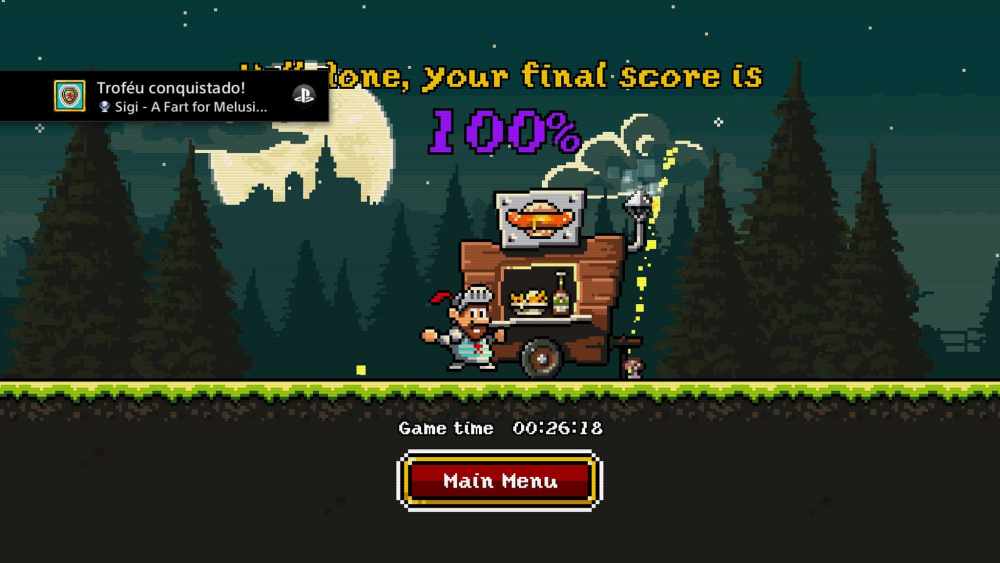 done, your final score is
Troféu conquistado!
Sigi - A Fart for Melusi...
100%
Game time 00:26:18
Main Menu